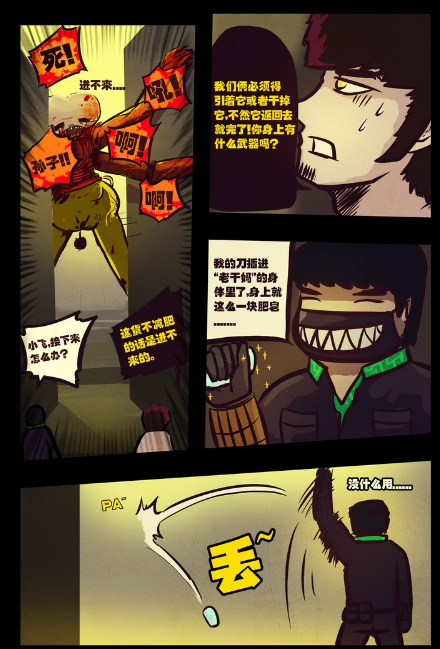 死！
进不来....
吼！
啊！
孙子！！
啊！
小飞，接下来
怎么办？
这货不减肥
的话是进不
来的。
我们俩必须得
引着它或者干掉
它，不然它返回去
就完了！你身上有
什么武器吗？
我的刀插进
“老干妈”的身
体里了，身上就
这么一块肥皂
........
没什么用......
PA~
丢~